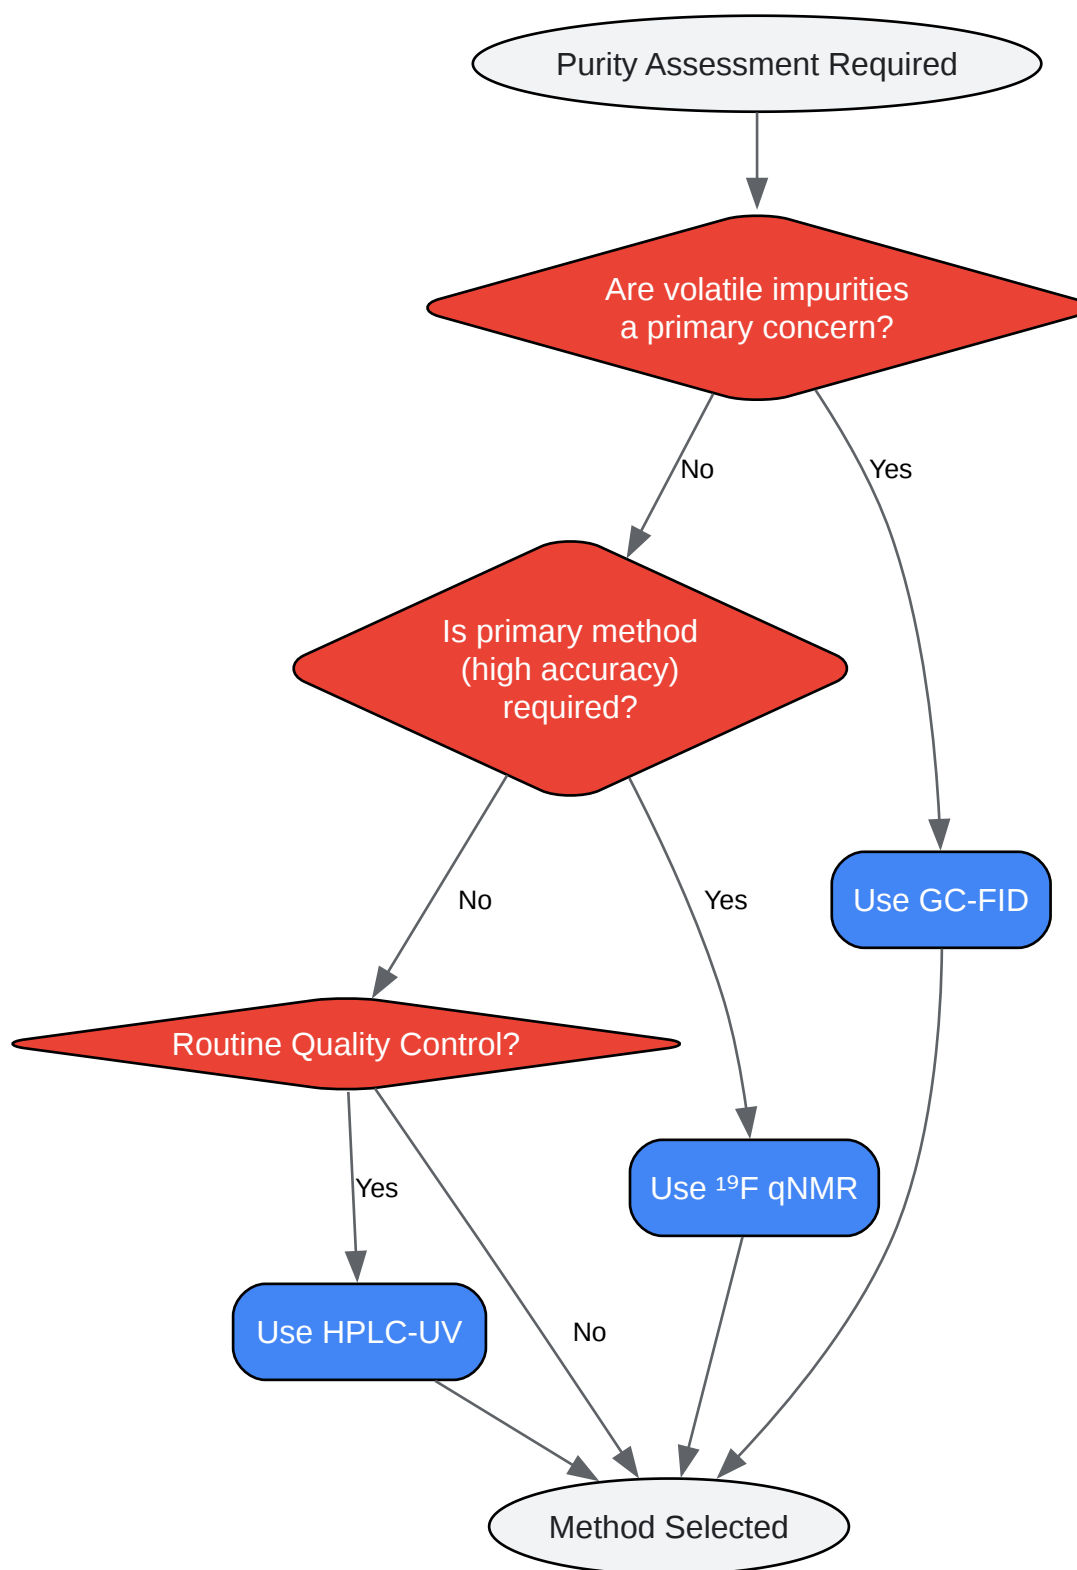 Purity Assessment Required
Are volatile impurities
a primary concern?
No
Yes
Is primary method
(high accuracy)
required?
No
Yes
Use GC-FID
Routine Quality Control?
Yes
Use ¹⁹F qNMR
Use HPLC-UV
No
Method Selected